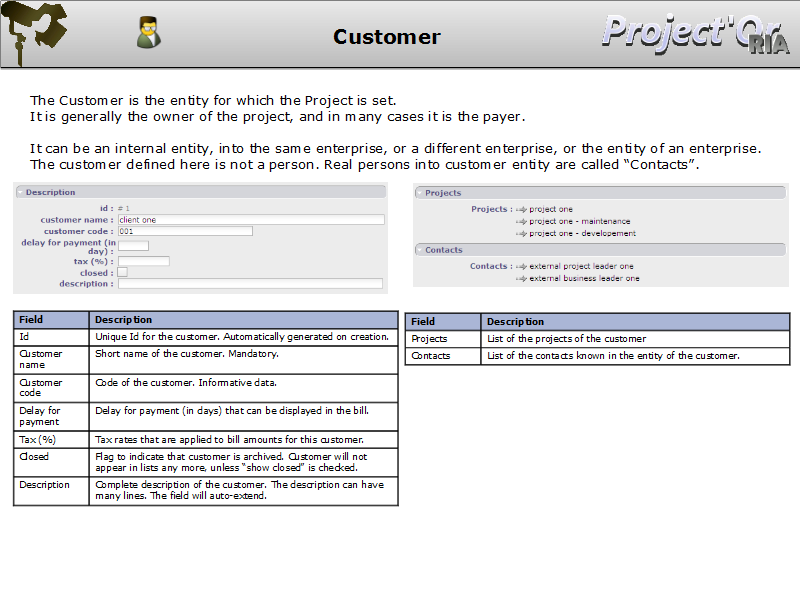 Customer
Project'Or
RIA
The Customer is the entity for which the Project is set.
It is generally the owner of the project, and in many cases it is the payer.
It can be an internal entity, into the same enterprise, or a different enterprise, or the entity of an enterprise.
The customer defined here is not a person. Real persons into customer entity are called “Contacts”.
Description
id : # 1
customer name : client one
customer code : 001
delay for payment (in
day) :
tax (%) :
closed :
description :
Projects
Projects : project one
project one - maintenance
project one - developement
Contacts
Contacts : external project leader one
external business leader one
Field Description
Id Unique Id for the customer. Automatically generated on creation.
Customer
name
Short name of the customer. Mandatory.
Customer
code
Code of the customer. Informative data.
Delay for
payment
Delay for payment (in days) that can be displayed in the bill.
Tax (%) Tax rates that are applied to bill amounts for this customer.
Closed Flag to indicate that customer is archived. Customer will not
appear in lists any more, unless “show closed” is checked.
Description Complete description of the customer. The description can have
many lines. The field will auto-extend.
Field Description
Projects List of the projects of the customer
Contacts List of the contacts known in the entity of the customer.